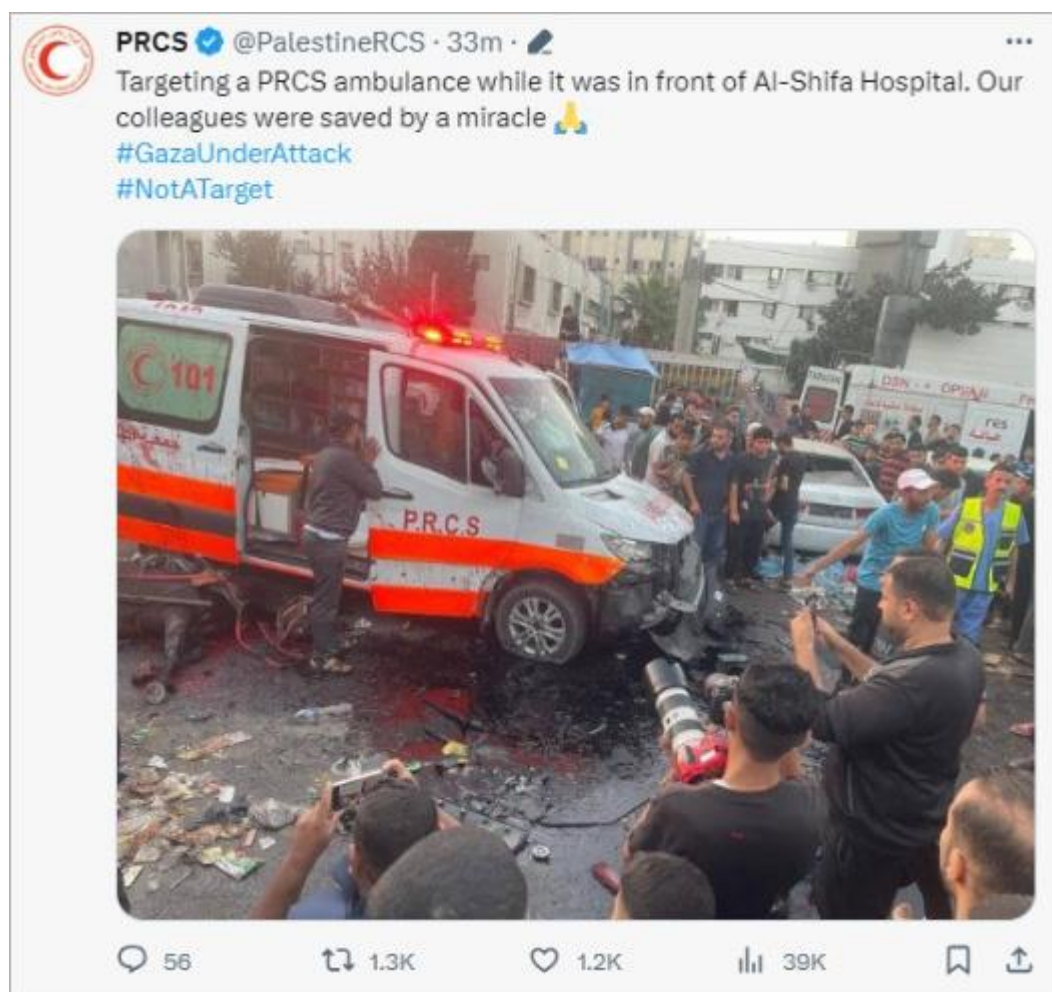 PRCS @PalestineRCS · 33m ·
Targeting a PRCS ambulance while it was in front of Al-Shifa Hospital. Our
colleagues were saved by a miracle 🙏
#GazaUnderAttack
#NotATarget
101
P.R.C.S
res
56 1.3K 1.2K 39K